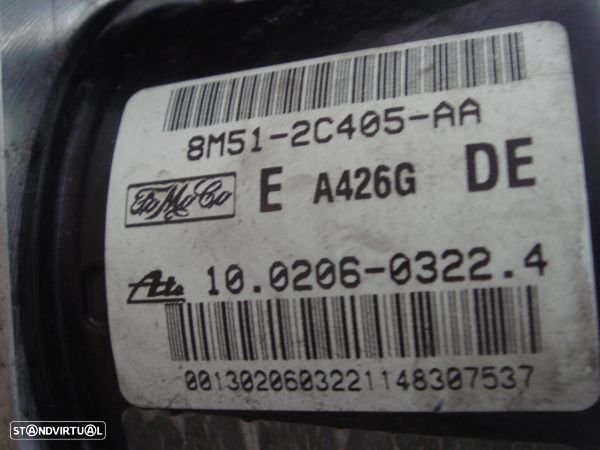 8M51-2C405-AA
FoMoCo E A426G DE
Ate 10.0206-0322.4
0013020603221148307537
STANDVIRTUAL